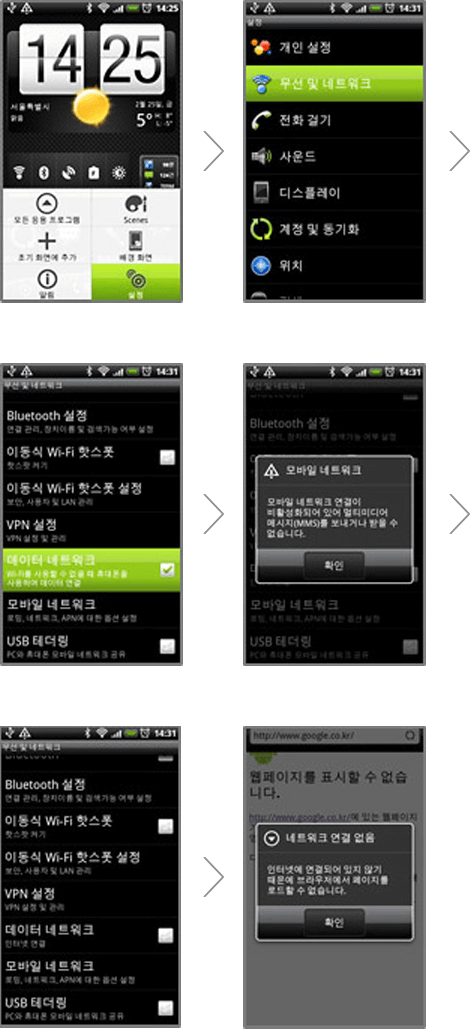 14:25
14 25
서울특별시
맑음
2월 25일, 금
5° H: 8°
L: -5°
모든 응용 프로그램
Scenes
초기 화면에 추가
배경 화면
알림
설정
14:31
설정
개인 설정
무선 및 네트워크
전화 걸기
사운드
디스플레이
계정 및 동기화
위치
검색
14:31
무선 및 네트워크
Bluetooth 설정
연결 관리, 장치이름 및 검색가능 여부 설정
이동식 Wi-Fi 핫스폿
핫스팟 켜기
이동식 Wi-Fi 핫스폿 설정
보안, 사용자 및 LAN 관리
VPN 설정
VPN 설정 및 관리
데이터 네트워크
Wi-Fi를 사용할 수 없을 때 휴대폰을
사용하여 데이터 연결
모바일 네트워크
로밍, 네트워크, APN에 대한 옵션 설정
USB 테더링
PC와 휴대폰 모바일 네트워크 공유
14:31
무선 및 네트워크
Bluetooth
Bluetooth 설정
연결 관리, 장치이름 및 검색가능 여부 설정
모바일 네트워크
모바일 네트워크 연결이
비활성화되어 있어 멀티미디어
메시지(MMS)를 보내거나 받을 수
없습니다.
확인
모바일 네트워크
로밍, 네트워크, APN에 대한 옵션 설정
USB 테더링
PC와 휴대폰 모바일 네트워크 공유
14:31
무선 및 네트워크
Bluetooth
Bluetooth 설정
연결 관리, 장치이름 및 검색가능 여부 설정
이동식 Wi-Fi 핫스폿
핫스팟 켜기
이동식 Wi-Fi 핫스폿 설정
보안, 사용자 및 LAN 관리
VPN 설정
VPN 설정 및 관리
데이터 네트워크
인터넷 연결
모바일 네트워크
로밍, 네트워크, APN에 대한 옵션 설정
USB 테더링
PC와 휴대폰 모바일 네트워크 공유
http://www.google.co.kr/
웹페이지를 표시할 수 없습니
다.
http://www.google.co.kr/에 있는 웹페이지
네트워크 연결 없음
인터넷에 연결되어 있지 않기
때문에 브라우저에서 페이지를
로드할 수 없습니다.
확인